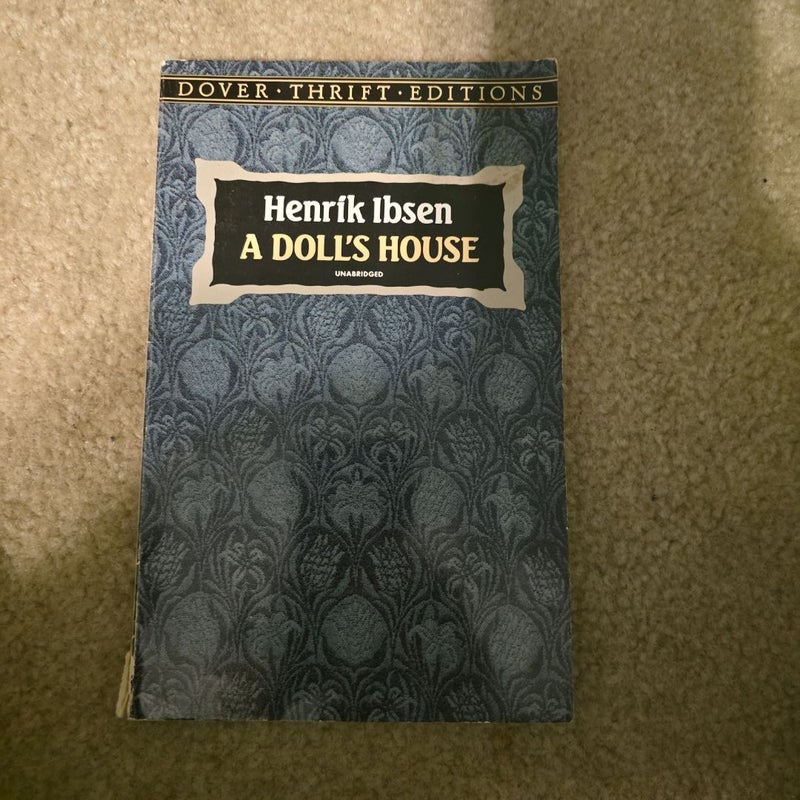 DOVER · THRIFT · EDITIONS
Henrik Ibsen
A DOLL'S HOUSE
UNABRIDGED